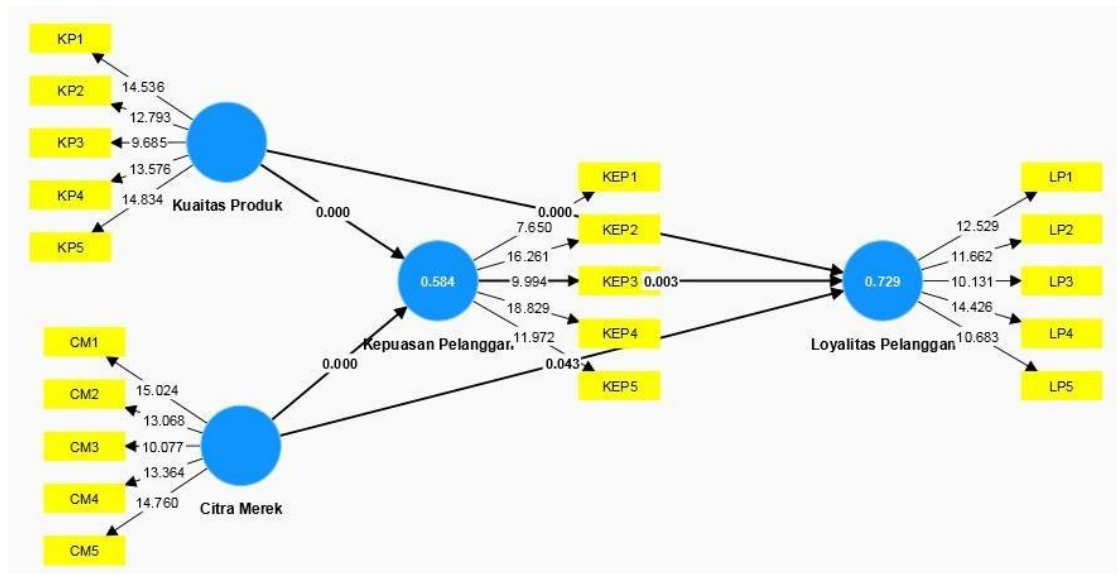 KP1
14.536
KP2
12.793
KP3
9.685
KP4
13.576
KP5
14.834
Kuaitas Produk
0.000
0.000
KEP1
7.650
KEP2
16.261
KEP3
9.994
0.003
KEP4
18.829
KEP5
11.972
0.584
Kepuasan Pelanggan
LP1
12.529
LP2
11.662
LP3
10.131
LP4
14.426
LP5
10.683
0.729
Loyalitas Pelanggan
0.000
0.043
CM1
15.024
CM2
13.068
CM3
10.077
CM4
13.364
CM5
14.760
Citra Merek